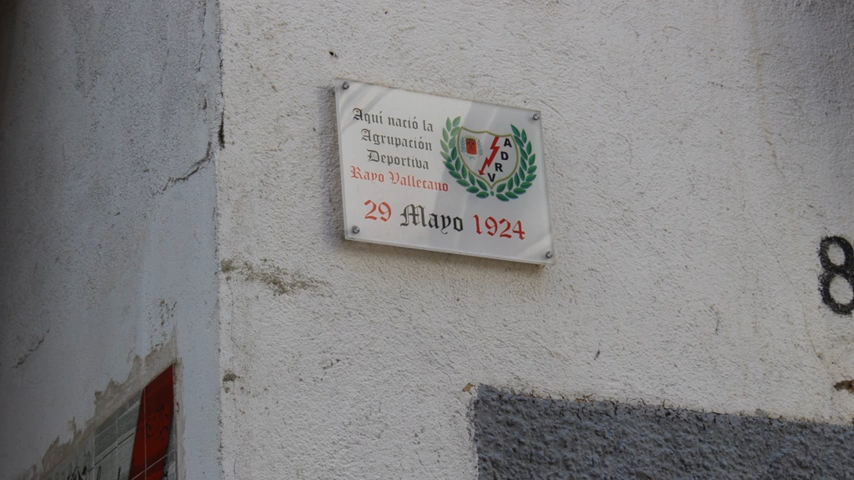 Aquí nació la
Agrupación
Deportiva
Rayo Vallecano
A
D
R
V
29 Mayo 1924
8